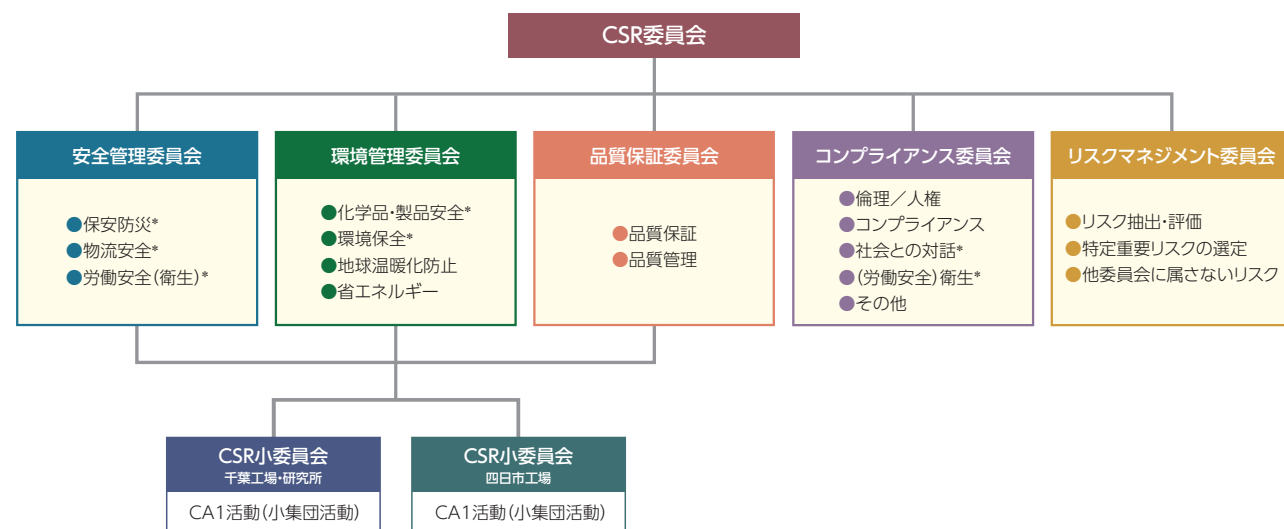 CSR委員会
安全管理委員会
●保安防災*
●物流安全*
●労働安全(衛生)*
環境管理委員会
●化学品・製品安全*
●環境保全*
●地球温暖化防止
●省エネルギー
品質保証委員会
●品質保証
●品質管理
コンプライアンス委員会
●倫理／人権
●コンプライアンス
●社会との対話*
●(労働安全)衛生*
●その他
リスクマネジメント委員会
●リスク抽出・評価
●特定重要リスクの選定
●他委員会に属さないリスク
CSR小委員会
千葉工場・研究所
CA1活動(小集団活動)
CSR小委員会
四日市工場
CA1活動(小集団活動)